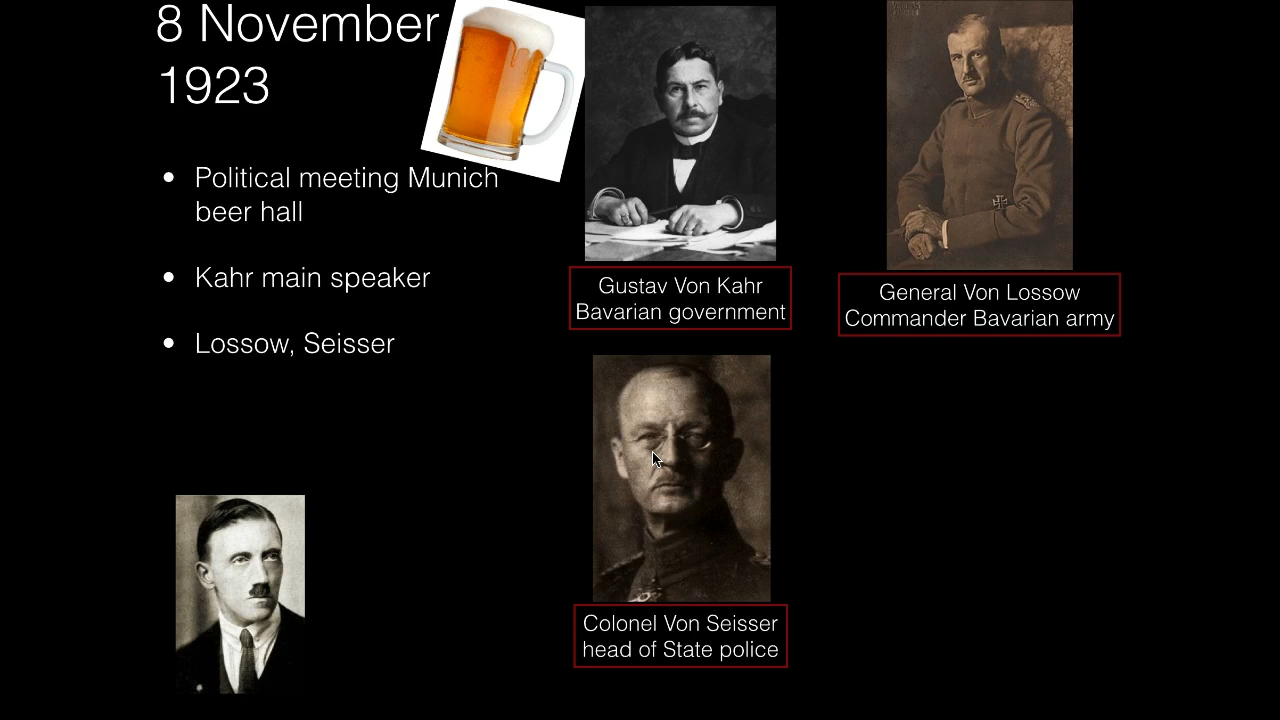 8 November
1923
• Political meeting Munich
beer hall
• Kahr main speaker
• Lossow, Seisser
Gustav Von Kahr
Bavarian government
General Von Lossow
Commander Bavarian army
Colonel Von Seisser
head of State police